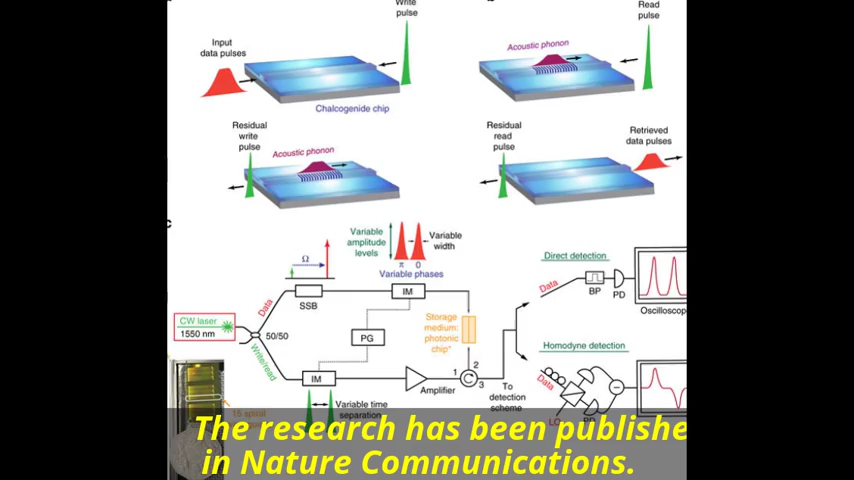 Write
pulse
Input
data pulses
Chalcogenide chip
Read
pulse
Acoustic phonon
Residual
write
pulse
Acoustic phonon
Residual
read
pulse
Retrieved
data pulses
c
Variable
amplitude
levels
Variable
width
π 0
Variable phases
Ω
Data
SSB
IM
CW laser
1550 nm
50/50
PG
Storage
medium:
photonic
chip*
Write/read
IM
Amplifier
1
2
3
To
detection
scheme
Variable time
separation
Direct detection
Data
BP
PD
Oscilloscop
Homodyne detection
Data
LO
PD
The research has been publishe
in Nature Communications.